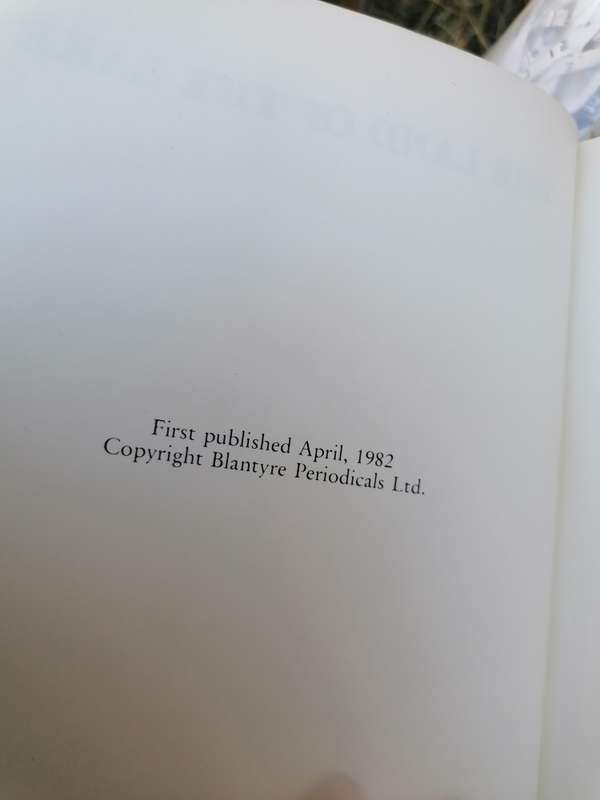 First published April, 1982
Copyright Blantyre Periodicals Ltd.